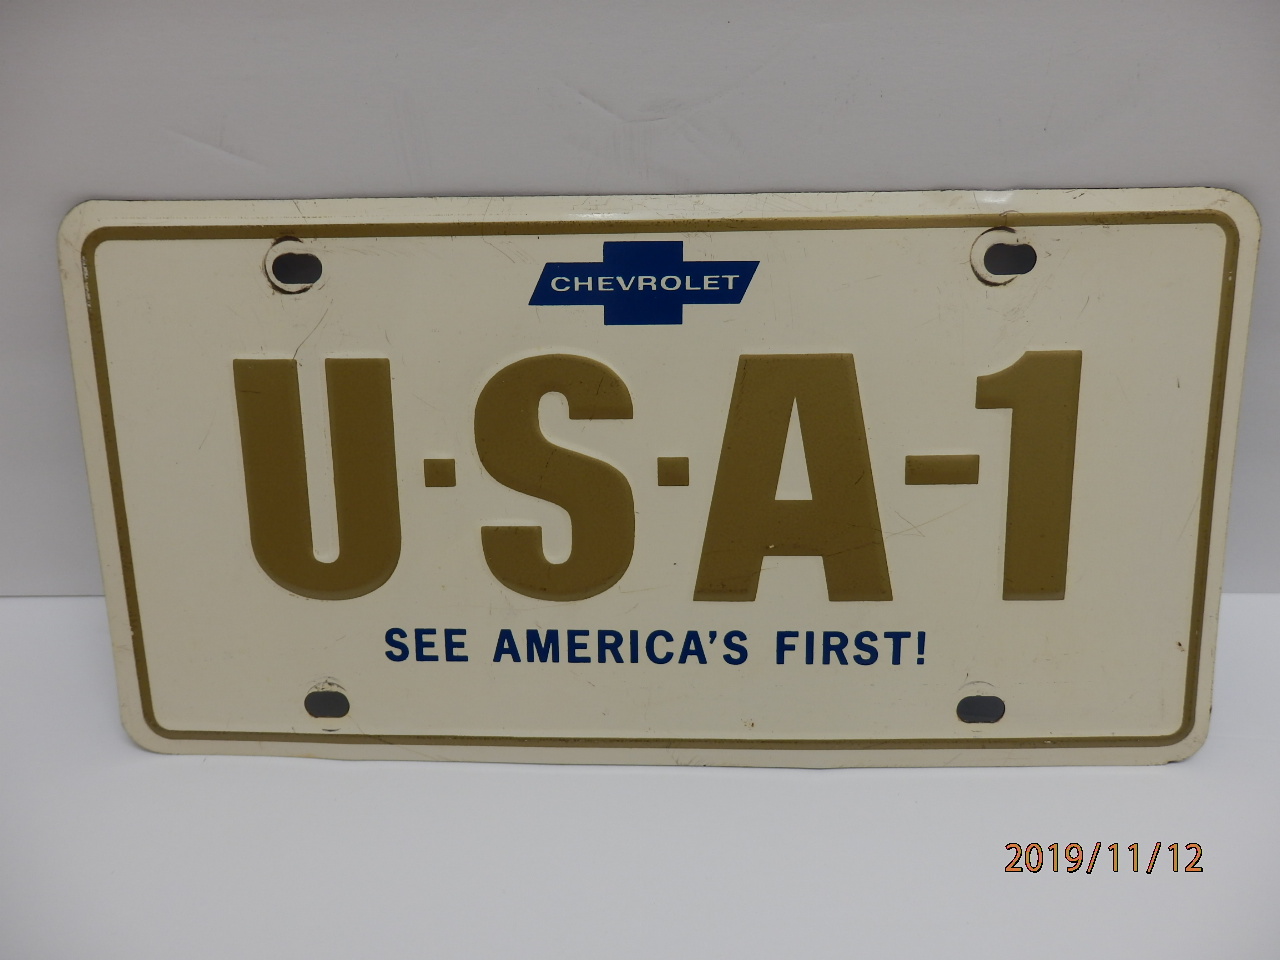 CHEVROLET
U·S·A-1
SEE AMERICA'S FIRST!
2019/11/12